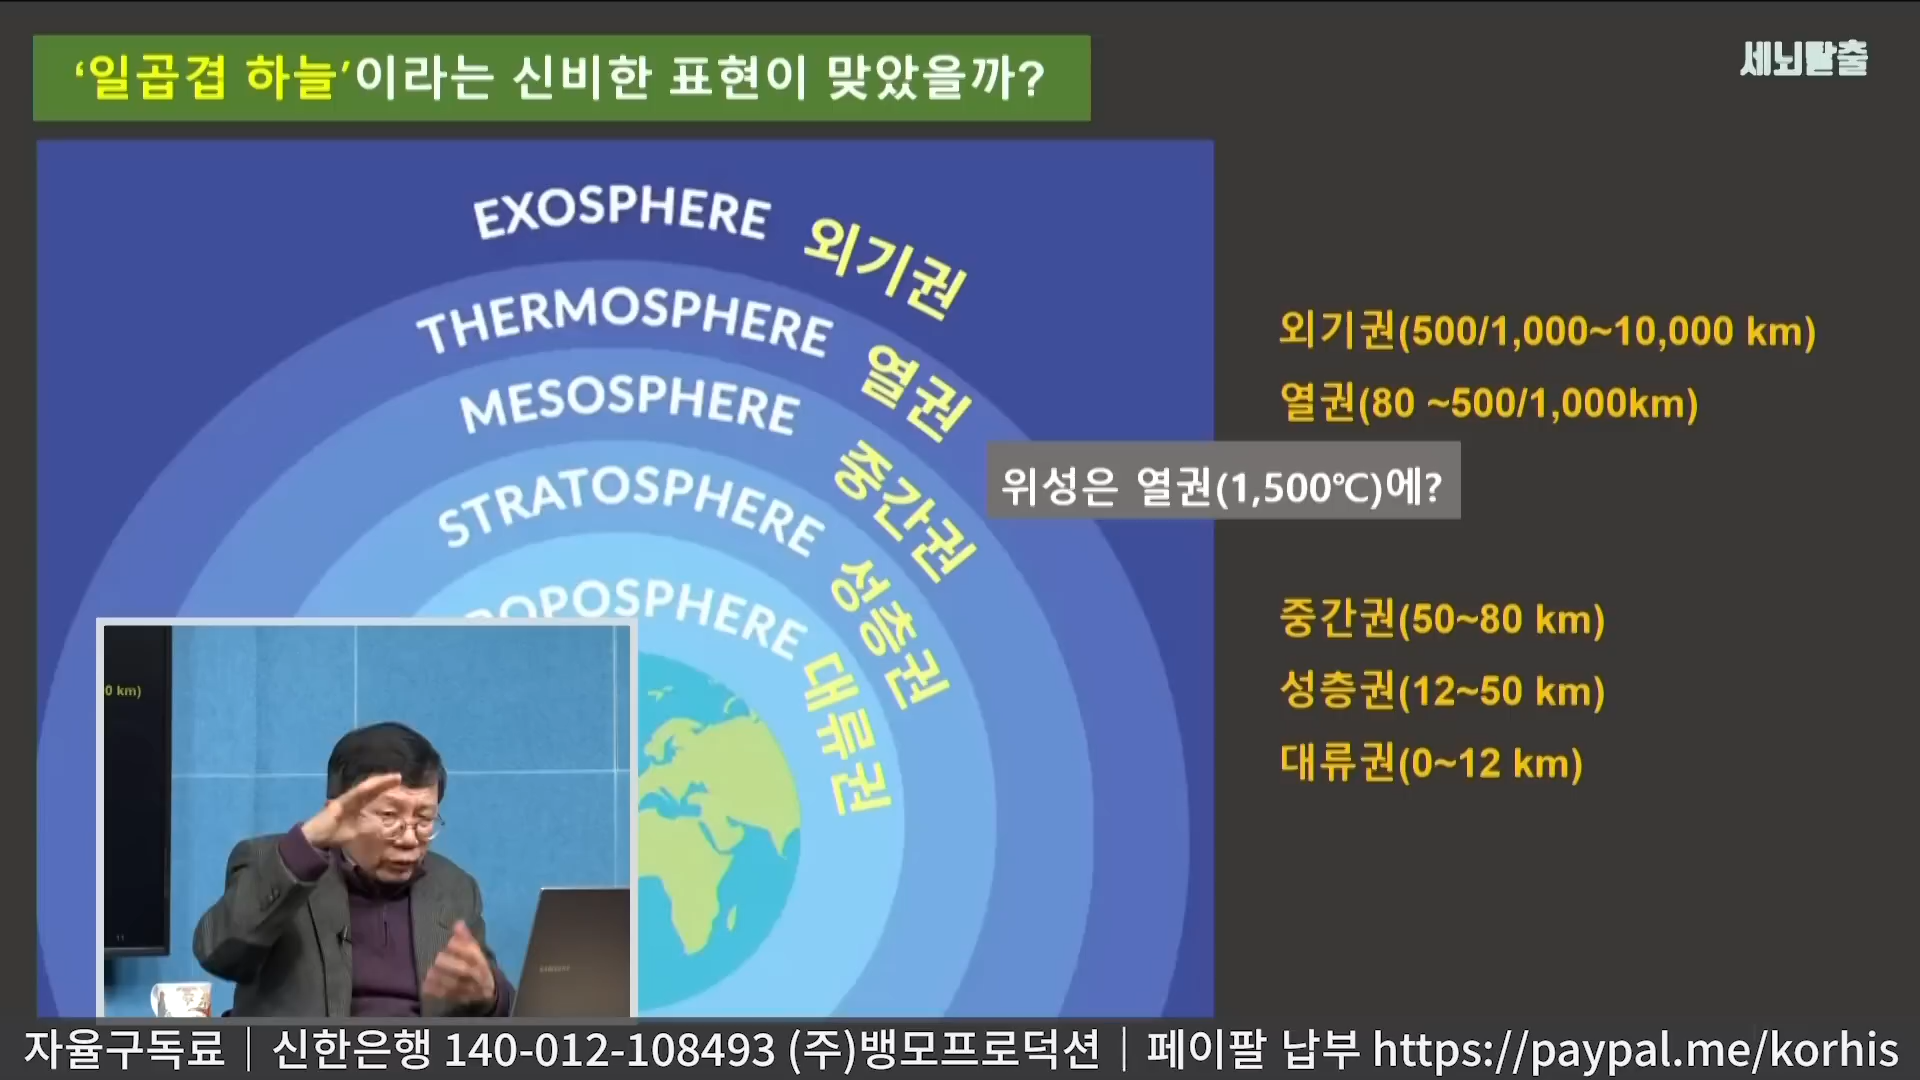 ‘일곱겹 하늘’이라는 신비한 표현이 맞았을까?
세뇌탈출
EXOSPHERE 외기권
THERMOSPHERE 열권
MESOSPHERE 중간권
STRATOSPHERE 성층권
ROPOSPHERE 대류권
외기권(500/1,000~10,000 km)
열권(80 ~500/1,000km)
위성은 열권(1,500℃)에?
중간권(50~80 km)
성층권(12~50 km)
대류권(0~12 km)
0 km)
SAMSUNG
자율구독료｜신한은행 140-012-108493 (주)뱅모프로덕션｜페이팔 납부 https://paypal.me/korhis